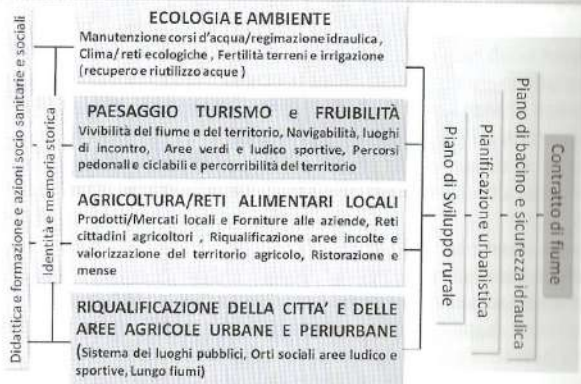 Didattica e formazione e azioni socio sanitarie e sociali
Identità e memoria storica
ECOLOGIA E AMBIENTE
Manutenzione corsi d'acqua/regimazione idraulica,
Clima/reti ecologiche, Fertilità terreni e irrigazione
(recupero e riutilizzo acque)
PAESAGGIO TURISMO e FRUIBILITÀ
Vivibilità del fiume e del territorio, Navigabilità, luoghi
di incontro, Aree verdi e ludico sportive, Percorsi
pedonali e ciclabili e percorribilità del territorio
AGRICOLTURA/RETI ALIMENTARI LOCALI
Prodotti/Mercati locali e Forniture alle aziende, Reti
cittadini agricoltori , Riqualificazione aree incolte e
valorizzazione del territorio agricolo, Ristorazione e
mense
RIQUALIFICAZIONE DELLA CITTA' E DELLE
AREE AGRICOLE URBANE E PERIURBANE
(Sistema dei luoghi pubblici, Orti sociali aree ludico e
sportive, Lungo fiumi)
Piano di Sviluppo rurale
Pianificazione urbanistica
Piano di bacino e sicurezza idraulica
Contratto di fiume